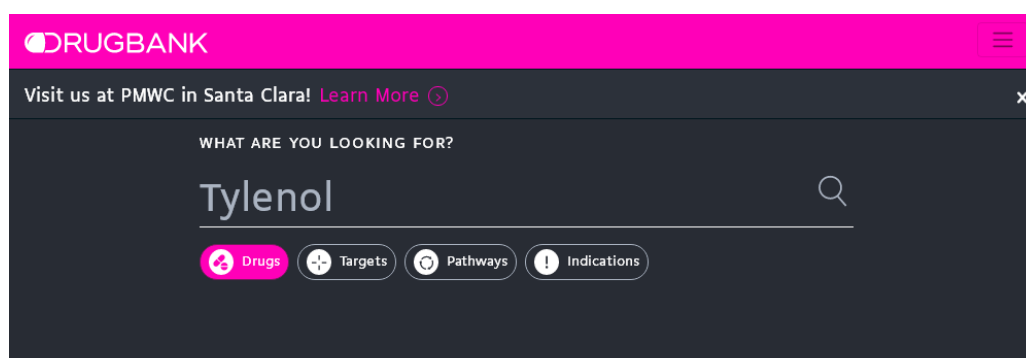 DRUGBANK
Visit us at PMWC in Santa Clara! Learn More
WHAT ARE YOU LOOKING FOR?
Tylenol
Drugs Targets Pathways Indications